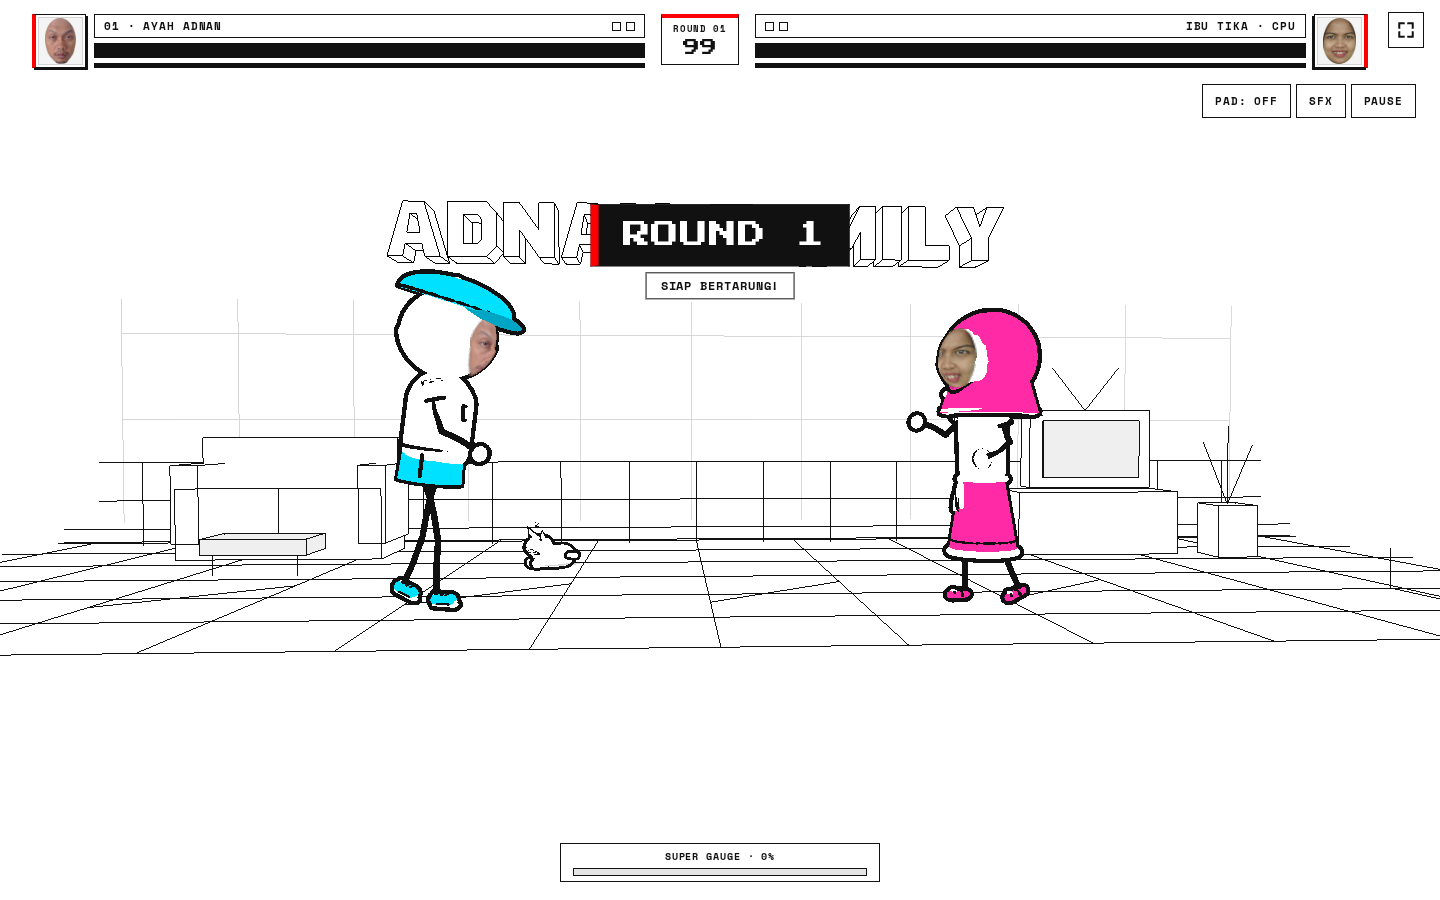 01 · AYAH ADNAN
ROUND 01
99
IBU TIKA · CPU
PAD: OFF
SFX
PAUSE
ROUND 1
SIAP BERTARUNG!
SUPER GAUGE · 0%